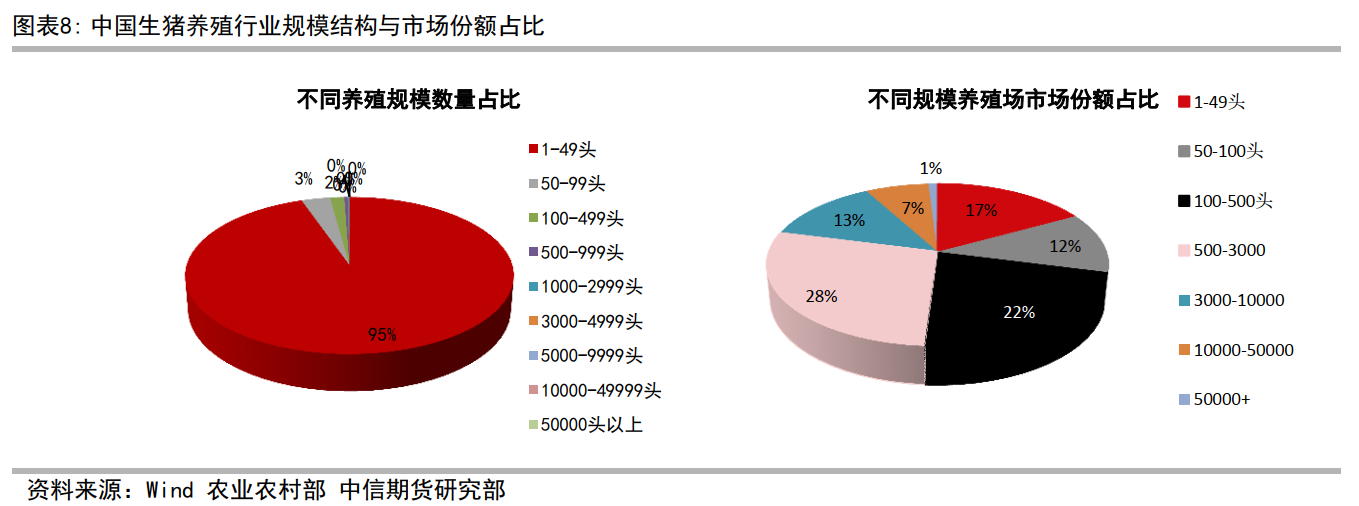 图表8: 中国生猪养殖行业规模结构与市场份额占比
不同养殖规模数量占比
0%
0%
3%
95%
1-49头
50-99头
100-499头
500-999头
1000-2999头
3000-4999头
5000-9999头
10000-49999头
50000头以上
不同规模养殖场市场份额占比
1%
17%
12%
22%
28%
13%
7%
1-49头
50-100头
100-500头
500-3000
3000-10000
10000-50000
50000+
资料来源: Wind 农业农村部 中信期货研究部